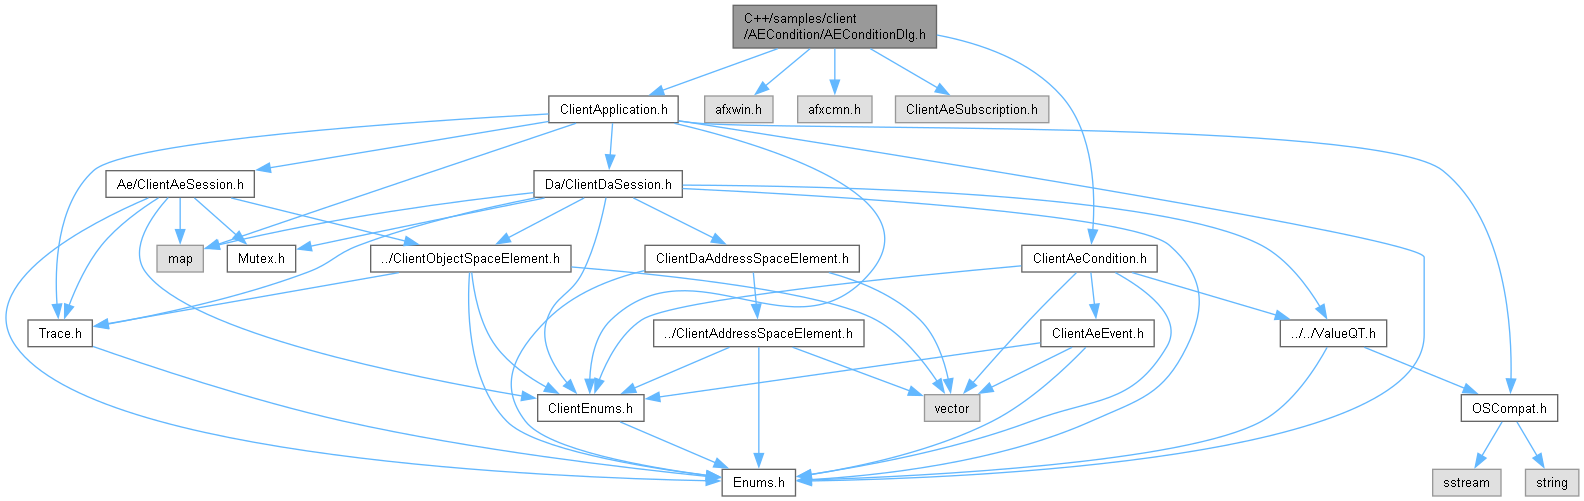 C++/samples/client
/AECondition/AEConditionDlg.h
ClientApplication.h
afxwin.h
afxcmn.h
ClientAeSubscription.h
Ae/ClientAeSession.h
Da/ClientDaSession.h
map
Mutex.h
../ClientObjectSpaceElement.h
ClientDaAddressSpaceElement.h
ClientAeCondition.h
Trace.h
../ClientAddressSpaceElement.h
ClientAeEvent.h
../../ValueQT.h
ClientEnums.h
vector
OSCompat.h
Enums.h
sstream
string